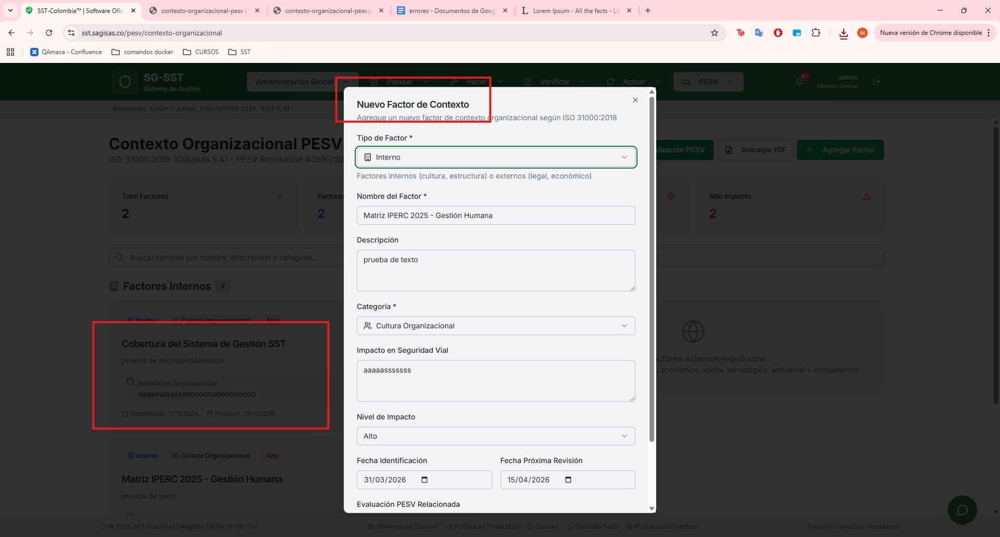 SST-Colombia™ | Software Ofic
contexto-organizacional-pesv (
contexto-organizacional-pesv.p
errores - Documentos de Goog
Lorem Ipsum - All the facts - Lip
sst.sagisas.co/pesv/contexto-organizacional
M
Nueva versión de Chrome disponible
QAmaca - Confluence
comandos docker
CURSOS
SST
SG-SST
Sistema de Gestión
Administración Global
Planear
Hacer
Verificar
Actuar
PESV
9+
admin
Gerente General
Bienvenido: Admin • Jueves, 9 De Abril De 2026, 11:43 A. M.
Contexto Organizacional PESV
ISO 31000:2018 (Cláusula 5.4) - PESV Resolución 40595/20
aluación PESV
Descargar PDF
Agregar Factor
Total Factores
2
Factores
2
Alto Impacto
2
Buscar factores por nombre, descripción o categoría...
Factores Internos
2
Interno
Cultura Organizacional
Alto
Cobertura del Sistema de Gestión SST
prueba de textoooooooooooo
Impacto en Seguridad Vial:
aaaaasssssssoooooooooooooooo
Identificado: 17/3/2026
Revisión: 28/4/2026
Interno
Cultura Organizacional
Alto
Matriz IPERC 2025 - Gestión Humana
prueba de texto
ctores externos registrados
, económico, social, tecnológico, ambiental o competencia
Nuevo Factor de Contexto
Agregue un nuevo factor de contexto organizacional según ISO 31000:2018
Tipo de Factor *
Interno
Factores internos (cultura, estructura) o externos (legal, económico)
Nombre del Factor *
Matriz IPERC 2025 - Gestión Humana
Descripción
prueba de texto
Categoría *
Cultura Organizacional
Impacto en Seguridad Vial
aaaaasssssss
Nivel de Impacto
Alto
Fecha Identificación
Fecha Próxima Revisión
31/03/2026
15/04/2026
Evaluación PESV Relacionada
© 2026 SST Colombia | Registro DNDA 13-197-177
Términos de Servicio
Política de Privacidad
Cookies
Contrato SaaS
Propiedad Intelectual
Todos los derechos reservados